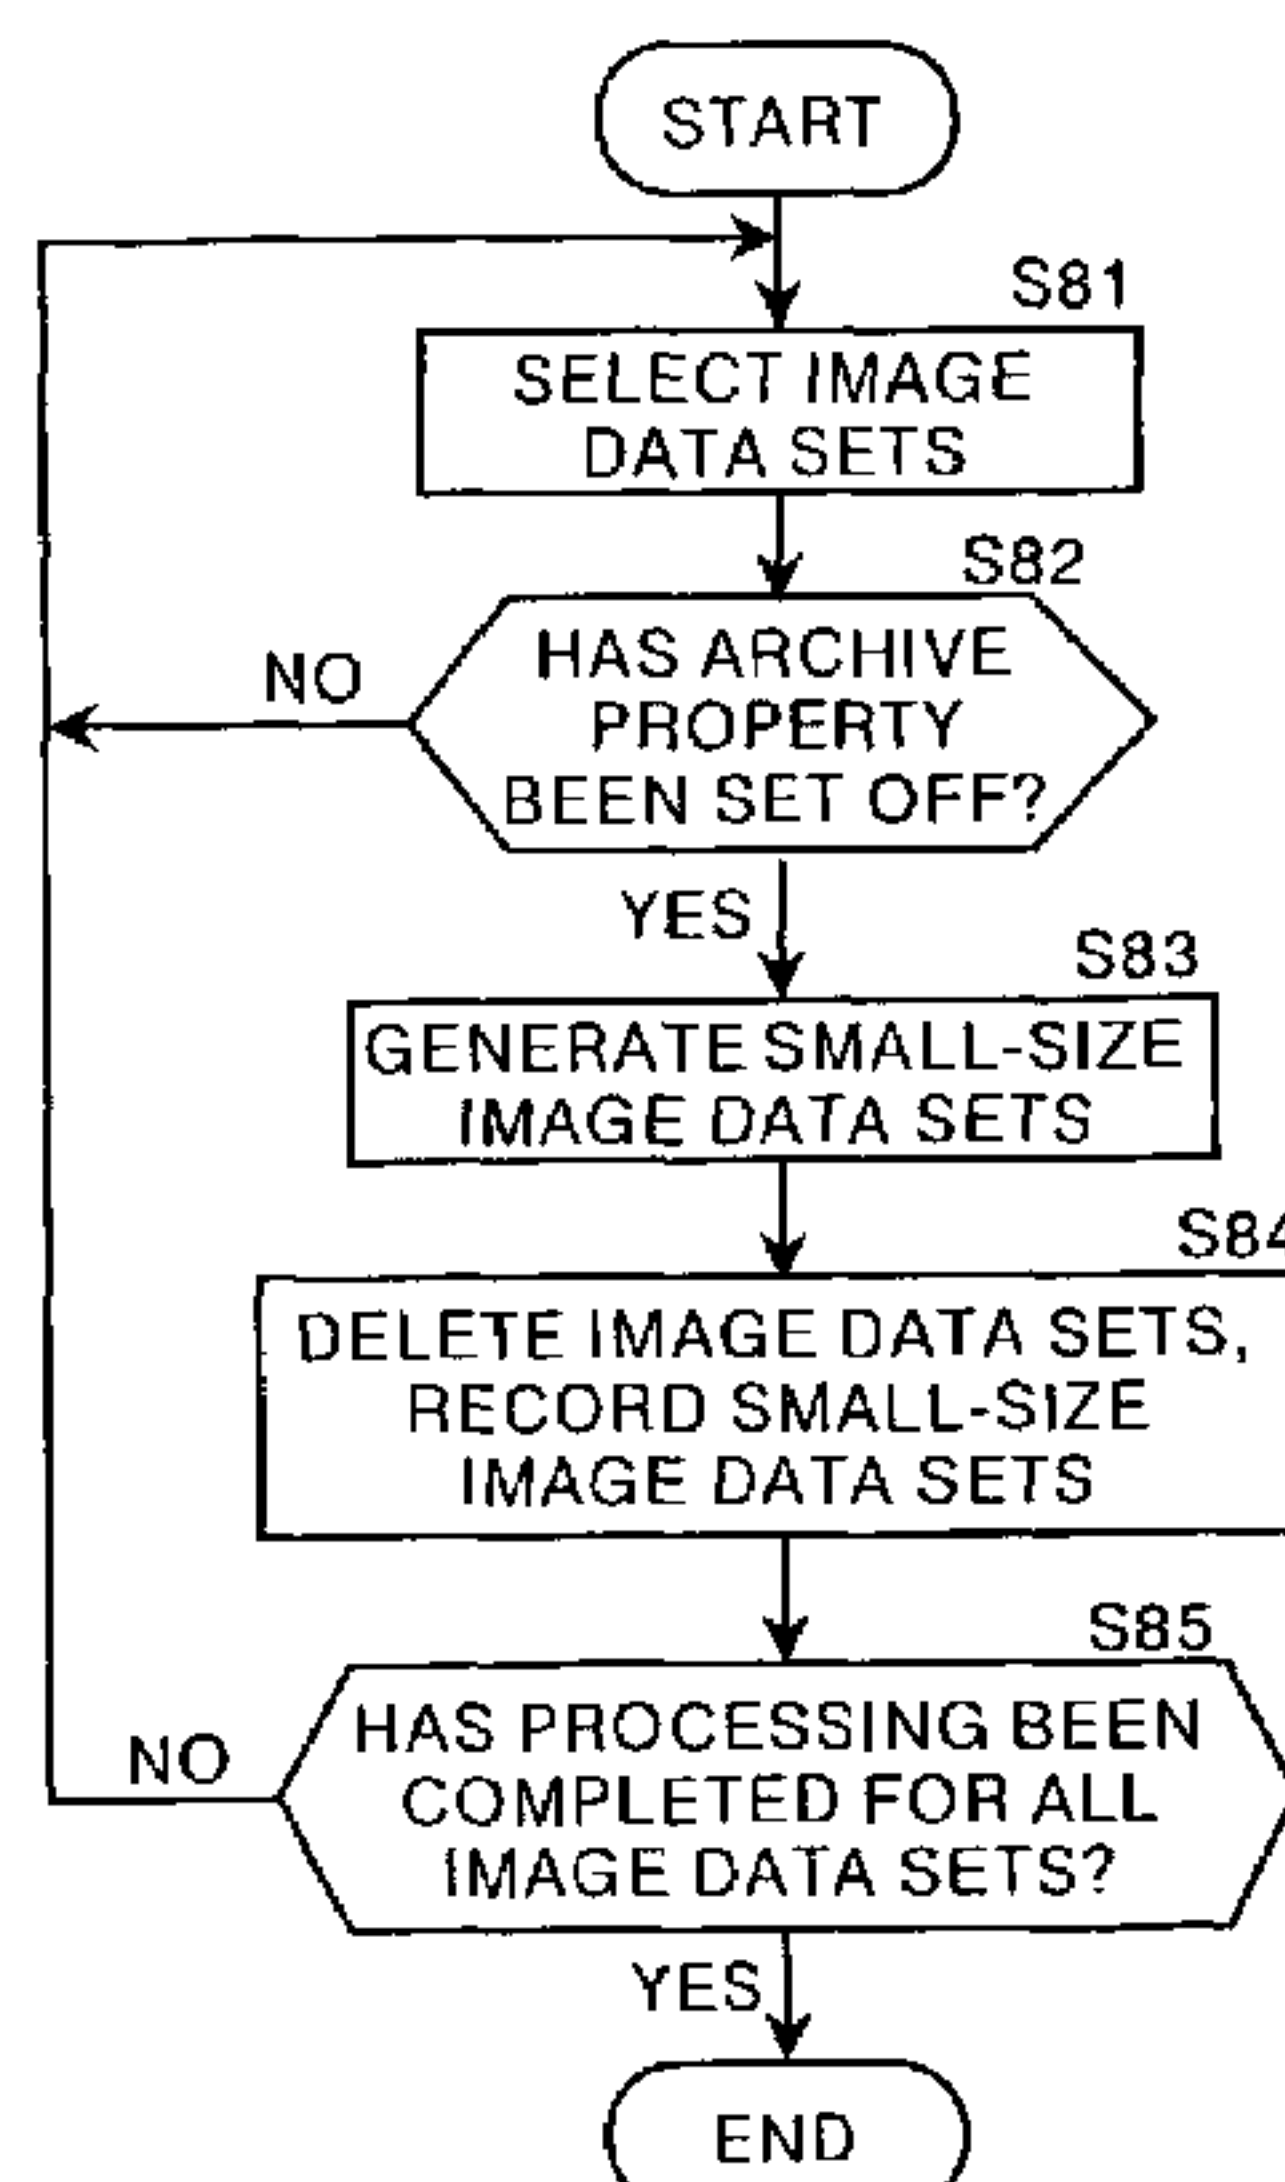 START
S81
SELECT IMAGE
DATA SETS
S82
HAS ARCHIVE
PROPERTY
BEEN SET OFF?
NO
YES
S83
GENERATE SMALL-SIZE
IMAGE DATA SETS
S84
DELETE IMAGE DATA SETS,
RECORD SMALL-SIZE
IMAGE DATA SETS
S85
HAS PROCESSING BEEN
COMPLETED FOR ALL
IMAGE DATA SETS?
NO
YES
END